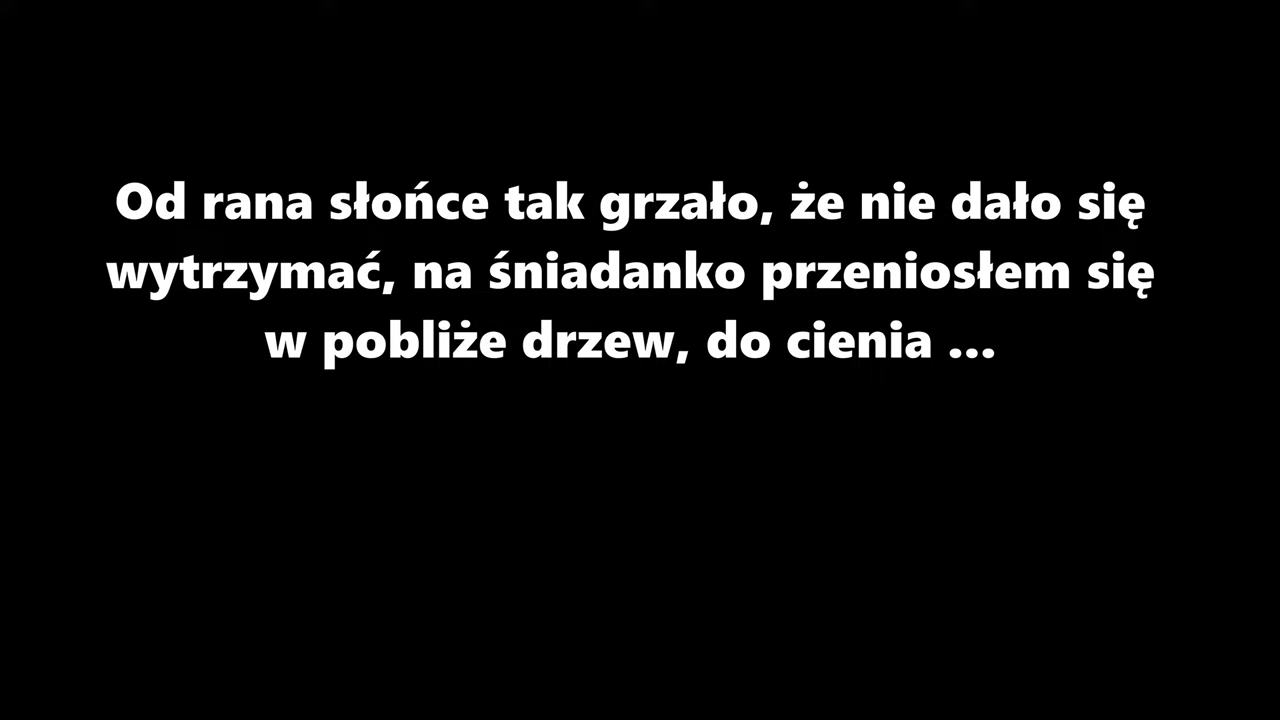 Od rana słońce tak grzało, że nie dało się
wytrzymać, na śniadanko przeniosłem się
w pobliże drzew, do cienia ...